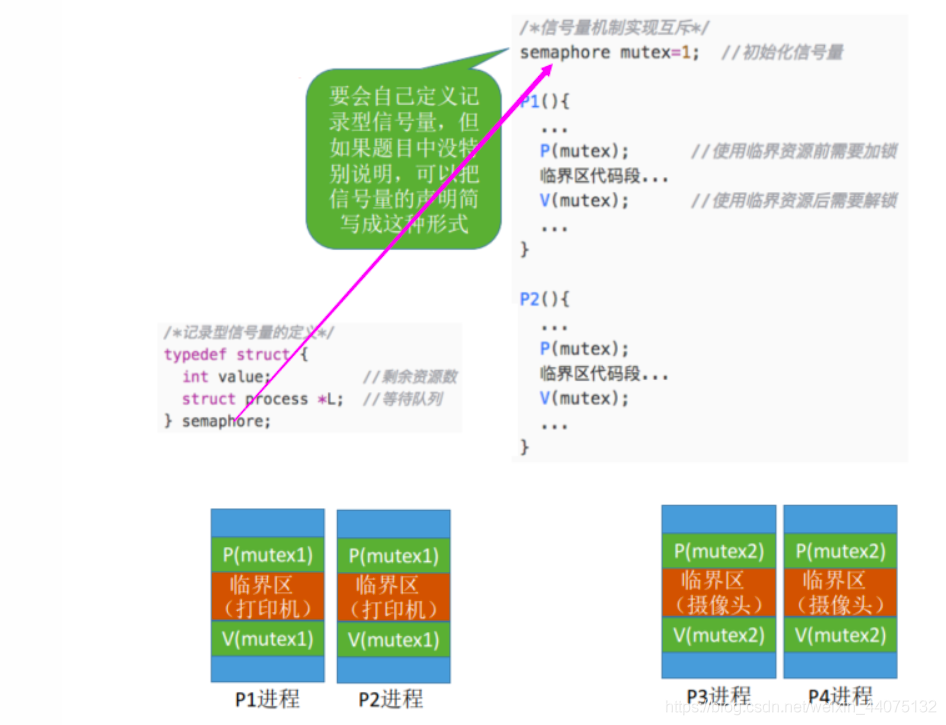 /*信号量机制实现互斥*/
semaphore mutex=1; //初始化信号量
要会自己定义记
录型信号量，但
如果题目中没特
别说明，可以把
信号量的声明简
写成这种形式
P1(){
...
P(mutex); //使用临界资源前需要加锁
临界区代码段...
V(mutex); //使用临界资源后需要解锁
...
}
P2(){
...
P(mutex);
临界区代码段...
V(mutex);
...
}
/*记录型信号量的定义*/
typedef struct {
int value; //剩余资源数
struct process *L; //等待队列
} semaphore;
P(mutex1)
临界区
（打印机）
V(mutex1)
P1进程
P(mutex1)
临界区
（打印机）
V(mutex1)
P2进程
P(mutex2)
临界区
（摄像头）
V(mutex2)
P3进程
P(mutex2)
临界区
（摄像头）
V(mutex2)
P4进程
https://blog.csdn.net/weixin_44075132